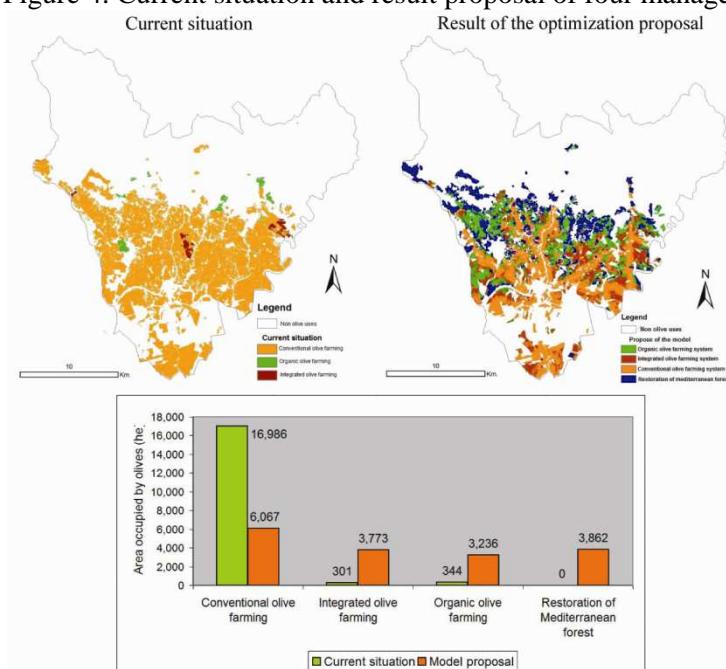 Figure 4. Current situation and result proposal of four manage
Current situation
Result of the optimization proposal
N
Legend
Non olive uses
Current situation
Conventional olive farming
Organic olive farming
Integrated olive farming
10
Km.
N
Legend
Non olive uses
Propose of the model
Organic olive farming system
Integrated olive farming system
Conventional olive farming system
Restoration of mediterranean fores
10
Km.
Area occupied by olives (he
18,000
16,000
14,000
12,000
10,000
8,000
6,000
4,000
2,000
0
16,986
6,067
301
3,773
344
3,236
0
3,862
Conventional olive
farming
Integrated olive
farming
Organic olive
farming
Restoration of
Mediterranean
forest
Current situation
Model proposal